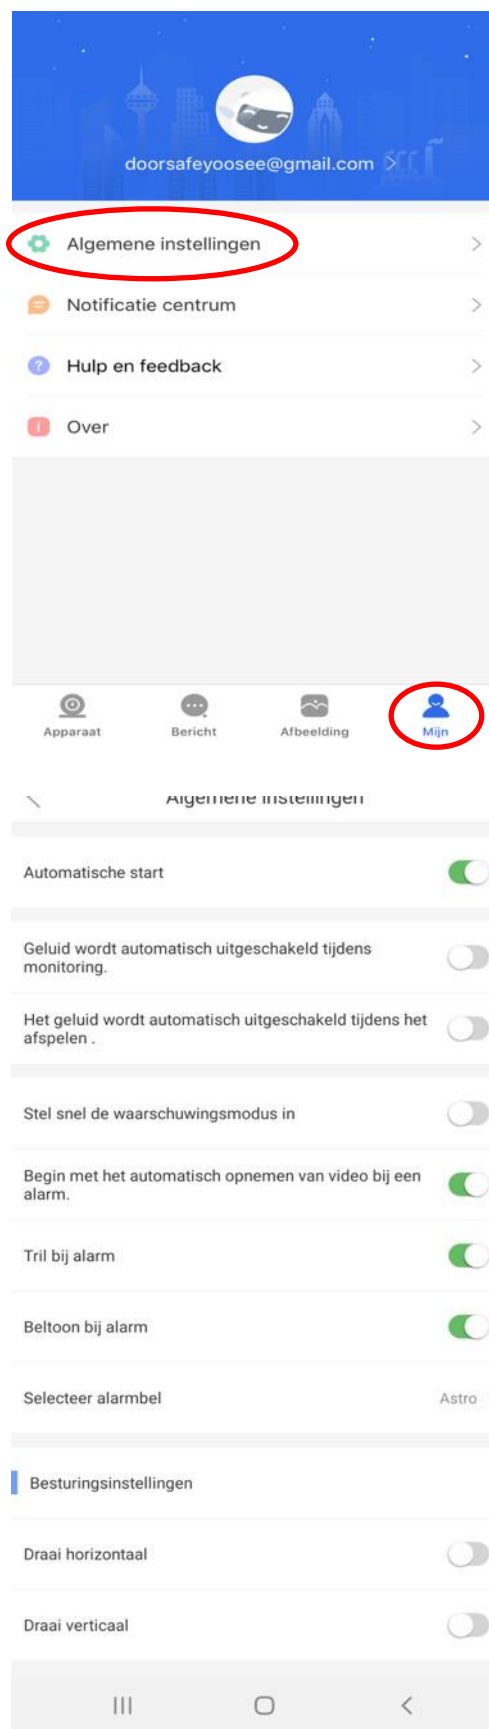 doorsafeyoosee@gmail.com >
Algemene instellingen
Notificatie centrum
Hulp en feedback
Over
Apparaat
Bericht
Afbeelding
Mijn
Algemene instellingen
Automatische start
Geluid wordt automatisch uitgeschakeld tijdens
monitoring.
Het geluid wordt automatisch uitgeschakeld tijdens het
afspelen .
Stel snel de waarschuwingsmodus in
Begin met het automatisch opnemen van video bij een
alarm.
Tril bij alarm
Beltoon bij alarm
Selecteer alarmbel
Astro
Besturingsinstellingen
Draai horizontaal
Draai verticaal